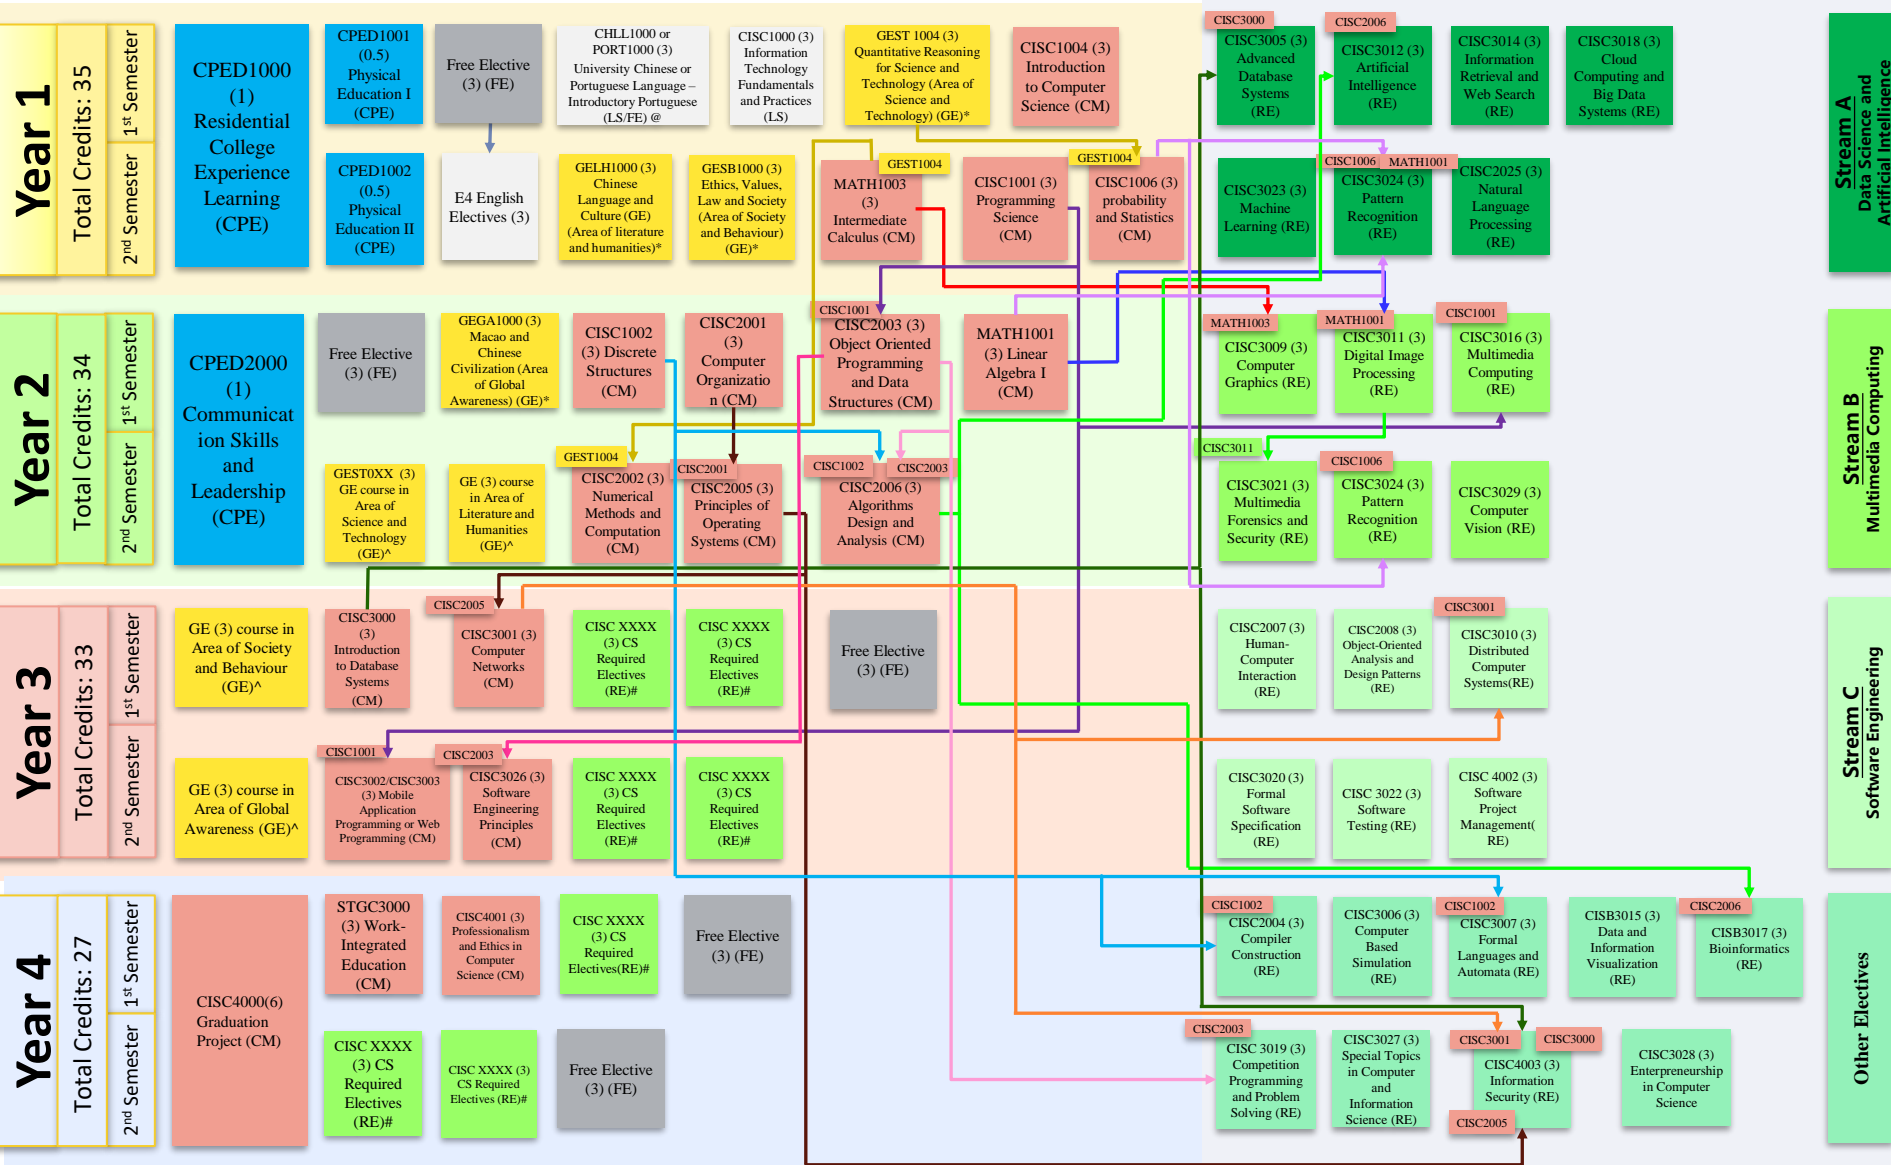 Year 1
Total Credits: 35
1st Semester
2nd Semester
CPED1000
(1)
Residential
College
Experience
Learning
(CPE)
CPED1001
(0.5)
Physical
Education I
(CPE)
Free Elective
(3) (FE)
CHLL1000 or
PORT1000 (3)
University Chinese or
Portuguese Language –
Introductory Portuguese
(LS/FE) @
CISC1000 (3)
Information
Technology
Fundamentals
and Practices
(LS)
GEST 1004 (3)
Quantitative Reasoning
for Science and
Technology (Area of
Science and
Technology) (GE)*
CISC1004 (3)
Introduction
to Computer
Science (CM)
CPED1002
(0.5)
Physical
Education II
(CPE)
E4 English
Electives (3)
GELH1000 (3)
Chinese
Language and
Culture (GE)
(Area of literature
and humanities)*
GESB1000 (3)
Ethics, Values,
Law and Society
(Area of Society
and Behaviour)
(GE)*
GEST1004
MATH1003
(3)
Intermediate
Calculus (CM)
CISC1001 (3)
Programming
Science
(CM)
GEST1004
CISC1006 (3)
probability
and Statistics
(CM)
CISC3000
CISC3005 (3)
Advanced
Database
Systems
(RE)
CISC2006
CISC3012 (3)
Artificial
Intelligence
(RE)
CISC3014 (3)
Information
Retrieval and
Web Search
(RE)
CISC3018 (3)
Cloud
Computing and
Big Data
Systems (RE)
CISC3023 (3)
Machine
Learning (RE)
CISC1006
MATH1001
CISC3024 (3)
Pattern
Recognition
(RE)
CISC2025 (3)
Natural
Language
Processing
(RE)
Stream A
Data Science and
Artificial Intelligence
Year 2
Total Credits: 34
1st Semester
2nd Semester
CPED2000
(1)
Communicat
ion Skills
and
Leadership
(CPE)
Free Elective
(3) (FE)
GEGA1000 (3)
Macao and
Chinese
Civilization (Area
of Global
Awareness) (GE)*
CISC1002
(3) Discrete
Structures
(CM)
CISC2001
(3)
Computer
Organizatio
n (CM)
CISC1001
CISC2003 (3)
Object Oriented
Programming
and Data
Structures (CM)
MATH1001
(3) Linear
Algebra I
(CM)
GEST0XX (3)
GE course in
Area of
Science and
Technology
(GE)^
GE (3) course
in Area of
Literature and
Humanities
(GE)^
GEST1004
CISC2002 (3)
Numerical
Methods and
Computation
(CM)
CISC2001
CISC2005 (3)
Principles of
Operating
Systems (CM)
CISC1002
CISC2003
CISC2006 (3)
Algorithms
Design and
Analysis (CM)
MATH1003
CISC3009 (3)
Computer
Graphics (RE)
MATH1001
CISC3011 (3)
Digital Image
Processing
(RE)
CISC1001
CISC3016 (3)
Multimedia
Computing
(RE)
CISC3011
CISC3021 (3)
Multimedia
Forensics and
Security (RE)
CISC1006
CISC3024 (3)
Pattern
Recognition
(RE)
CISC3029 (3)
Computer
Vision (RE)
Stream B
Multimedia Computing
Year 3
Total Credits: 33
1st Semester
2nd Semester
GE (3) course in
Area of Society
and Behaviour
(GE)^
CISC3000
(3)
Introduction
to Database
Systems
(CM)
CISC2005
CISC3001 (3)
Computer
Networks
(CM)
CISC XXXX
(3) CS
Required
Electives
(RE)#
CISC XXXX
(3) CS
Required
Electives
(RE)#
Free Elective
(3) (FE)
GE (3) course in
Area of Global
Awareness (GE)^
CISC1001
CISC3002/CISC3003
(3) Mobile
Application
Programming or Web
Programming (CM)
CISC2003
CISC3026 (3)
Software
Engineering
Principles
(CM)
CISC XXXX
(3) CS
Required
Electives
(RE)#
CISC XXXX
(3) CS
Required
Electives
(RE)#
CISC2007 (3)
Human-
Computer
Interaction
(RE)
CISC2008 (3)
Object-Oriented
Analysis and
Design Patterns
(RE)
CISC3001
CISC3010 (3)
Distributed
Computer
Systems(RE)
CISC3020 (3)
Formal
Software
Specification
(RE)
CISC 3022 (3)
Software
Testing (RE)
CISC 4002 (3)
Software
Project
Management(
RE)
Stream C
Software Engineering
Year 4
Total Credits: 27
1st Semester
2nd Semester
CISC4000(6)
Graduation
Project (CM)
STGC3000
(3) Work-
Integrated
Education
(CM)
CISC4001 (3)
Professionalism
and Ethics in
Computer
Science (CM)
CISC XXXX
(3) CS
Required
Electives(RE)#
Free Elective
(3) (FE)
CISC XXXX
(3) CS
Required
Electives
(RE)#
CISC XXXX (3)
CS Required
Electives (RE)#
Free Elective
(3) (FE)
CISC1002
CISC2004 (3)
Compiler
Construction
(RE)
CISC3006 (3)
Computer
Based
Simulation
(RE)
CISC1002
CISC3007 (3)
Formal
Languages and
Automata (RE)
CISB3015 (3)
Data and
Information
Visualization
(RE)
CISC2006
CISB3017 (3)
Bioinformatics
(RE)
CISC2003
CISC 3019 (3)
Competition
Programming
and Problem
Solving (RE)
CISC3027 (3)
Special Topics
in Computer
and
Information
Science (RE)
CISC3001
CISC3000
CISC4003 (3)
Information
Security (RE)
CISC2005
CISC3028 (3)
Enterpreneurship
in Computer
Science
Other Electives